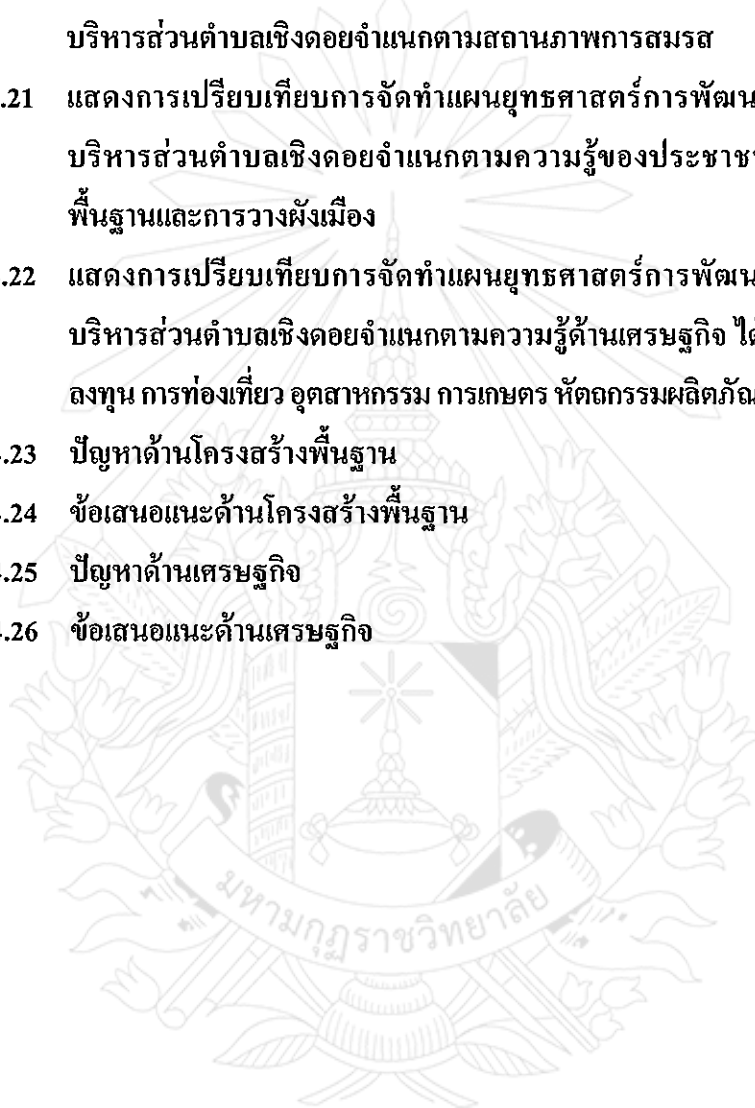 บริหารส่วนตำบลเชิงดอยจำแนกตามสถานภาพการสมรส
.21 แสดงการเปรียบเทียบการจัดทำแผนยุทธศาสตร์การพัฒน
บริหารส่วนตำบลเชิงดอยจำแนกตามความรู้ของประชาช
พื้นฐานและการวางผังเมือง
.22 แสดงการเปรียบเทียบการจัดทำแผนยุทธศาสตร์การพัฒน
บริหารส่วนตำบลเชิงดอยจำแนกตามความรู้ด้านเศรษฐกิจ ได้
ลงทุน การท่องเที่ยว อุตสาหกรรม การเกษตร หัตถกรรมผลิตภัณ
.23 ปัญหาด้านโครงสร้างพื้นฐาน
.24 ข้อเสนอแนะด้านโครงสร้างพื้นฐาน
.25 ปัญหาด้านเศรษฐกิจ
.26 ข้อเสนอแนะด้านเศรษฐกิจ
มหามกุฏราชวิทยาลัย